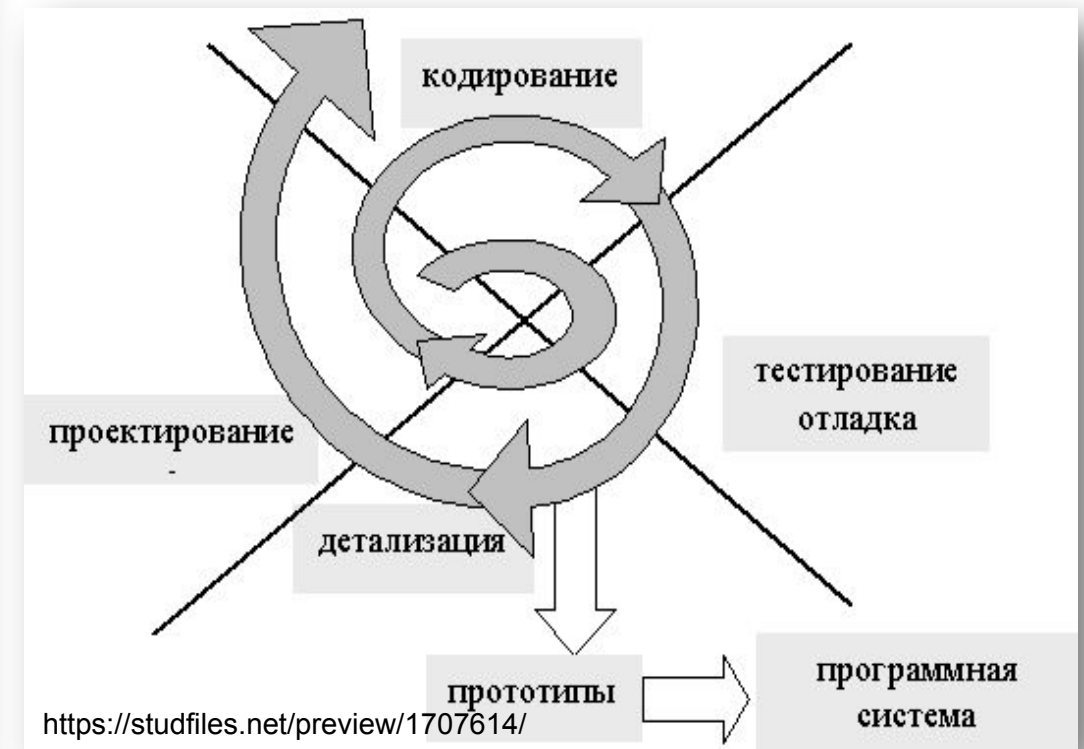 кодирование
тестирование
отладка
проектирование
-
детализация
прототипы
программная
система
https://studfiles.net/preview/1707614/